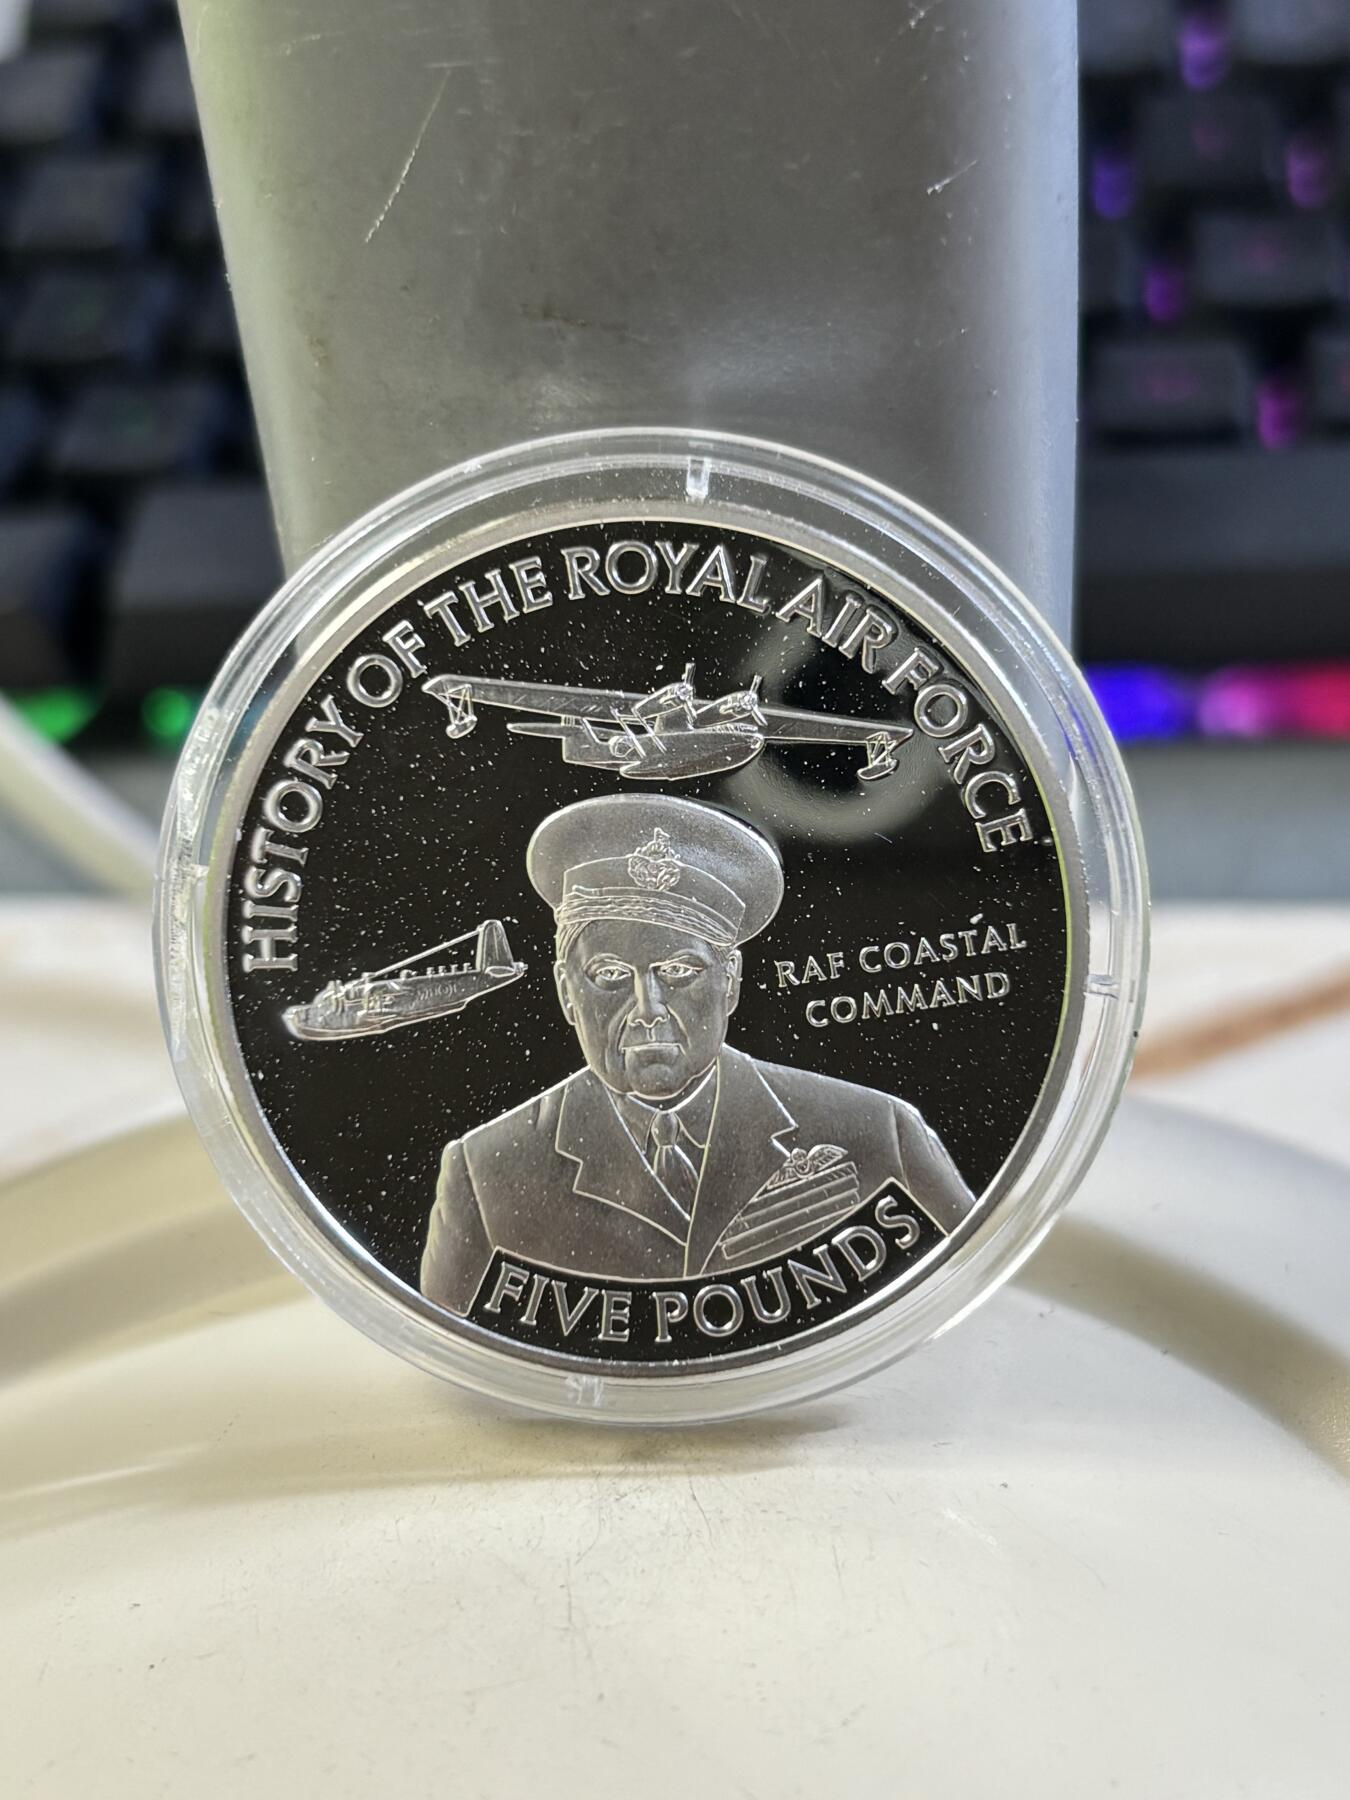 HISTORY OF THE ROYAL AIR FORCE
RAF COASTAL
COMMAND
FIVE POUNDS